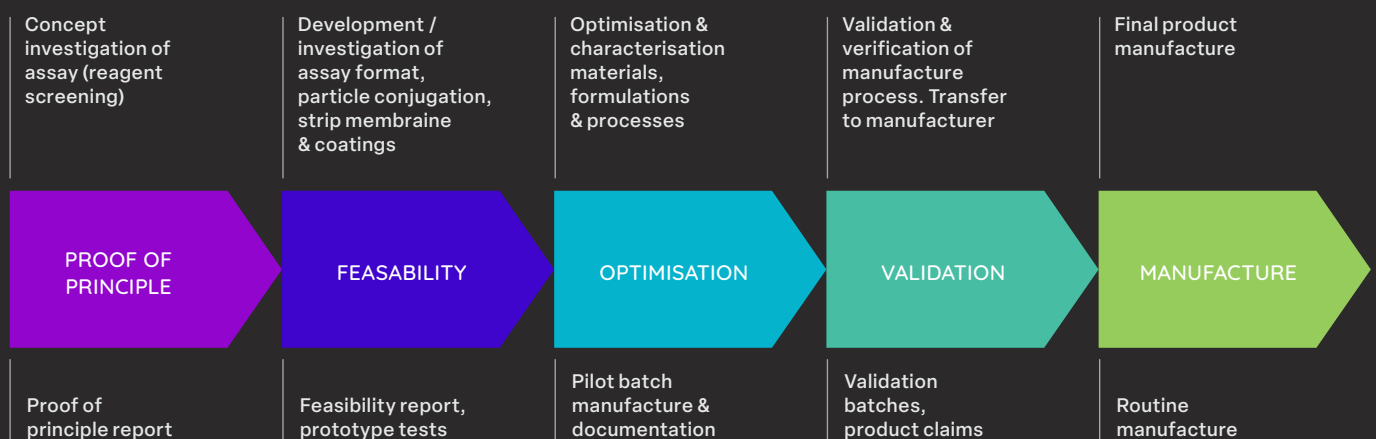 Concept
investigation of
assay (reagent
screening)
Development /
investigation of
assay format,
particle conjugation,
strip membraine
& coatings
Optimisation &
characterisation
materials,
formulations
& processes
Validation &
verification of
manufacture
process. Transfer
to manufacturer
Final product
manufacture
PROOF OF
PRINCIPLE
FEASABILITY
OPTIMISATION
VALIDATION
MANUFACTURE
Proof of
principle report
Feasibility report,
prototype tests
Pilot batch
manufacture &
documentation
Validation
batches,
product claims
Routine
manufacture